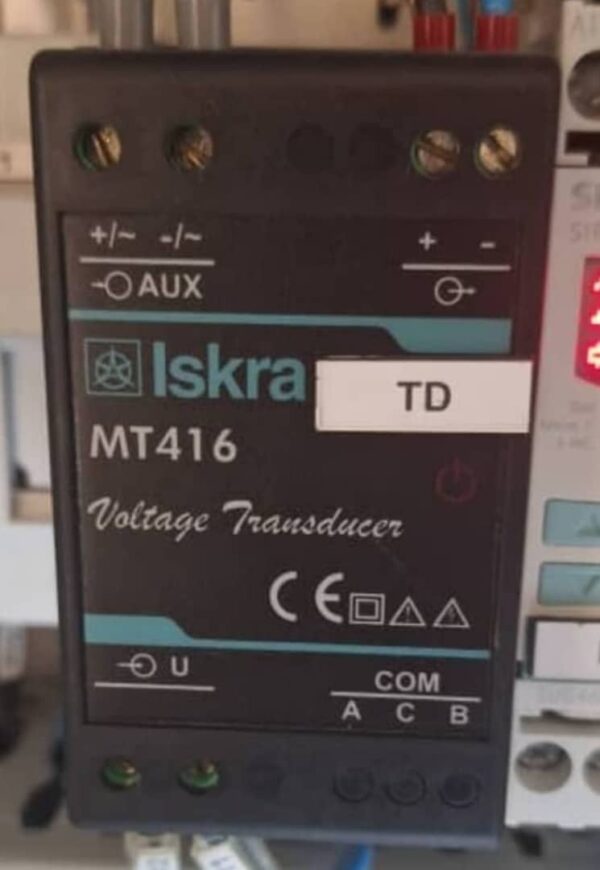 +/~ -/~
AUX
+ -
Iskra
TD
MT416
Voltage Transducer
CE
U
COM
A C B